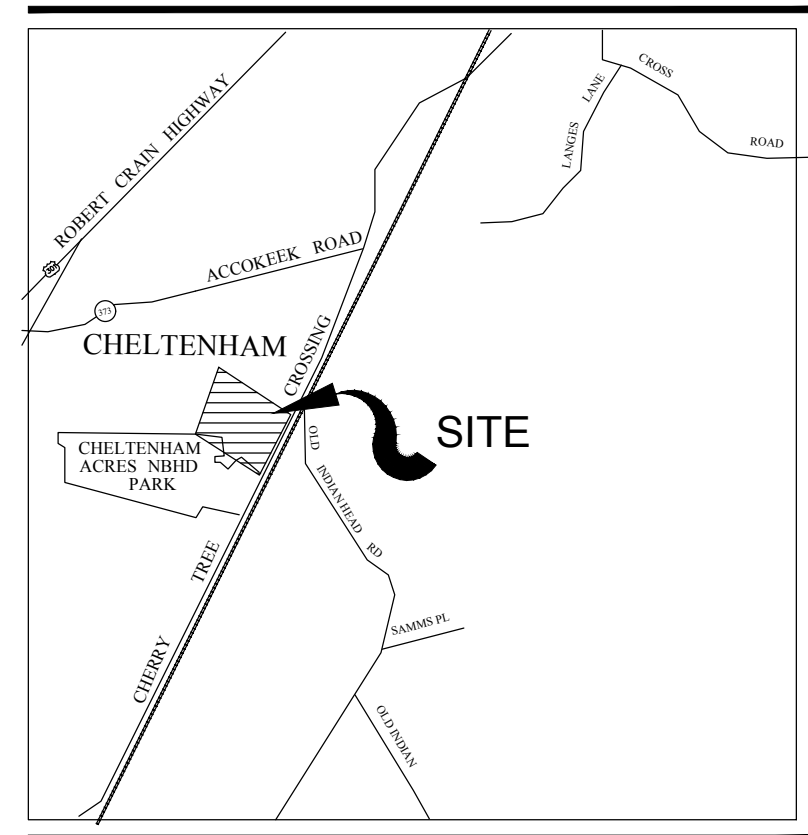 CROSS
ROAD
LANGES LANE
ROBERT CRAIN HIGHWAY
301
ACCOKEEK ROAD
373
CHELTENHAM
CHERRY TREE CROSSING
SITE
CHELTENHAM
ACRES NBHD
PARK
OLD INDIAN HEAD RD
SAMMS PL
OLD INDIAN